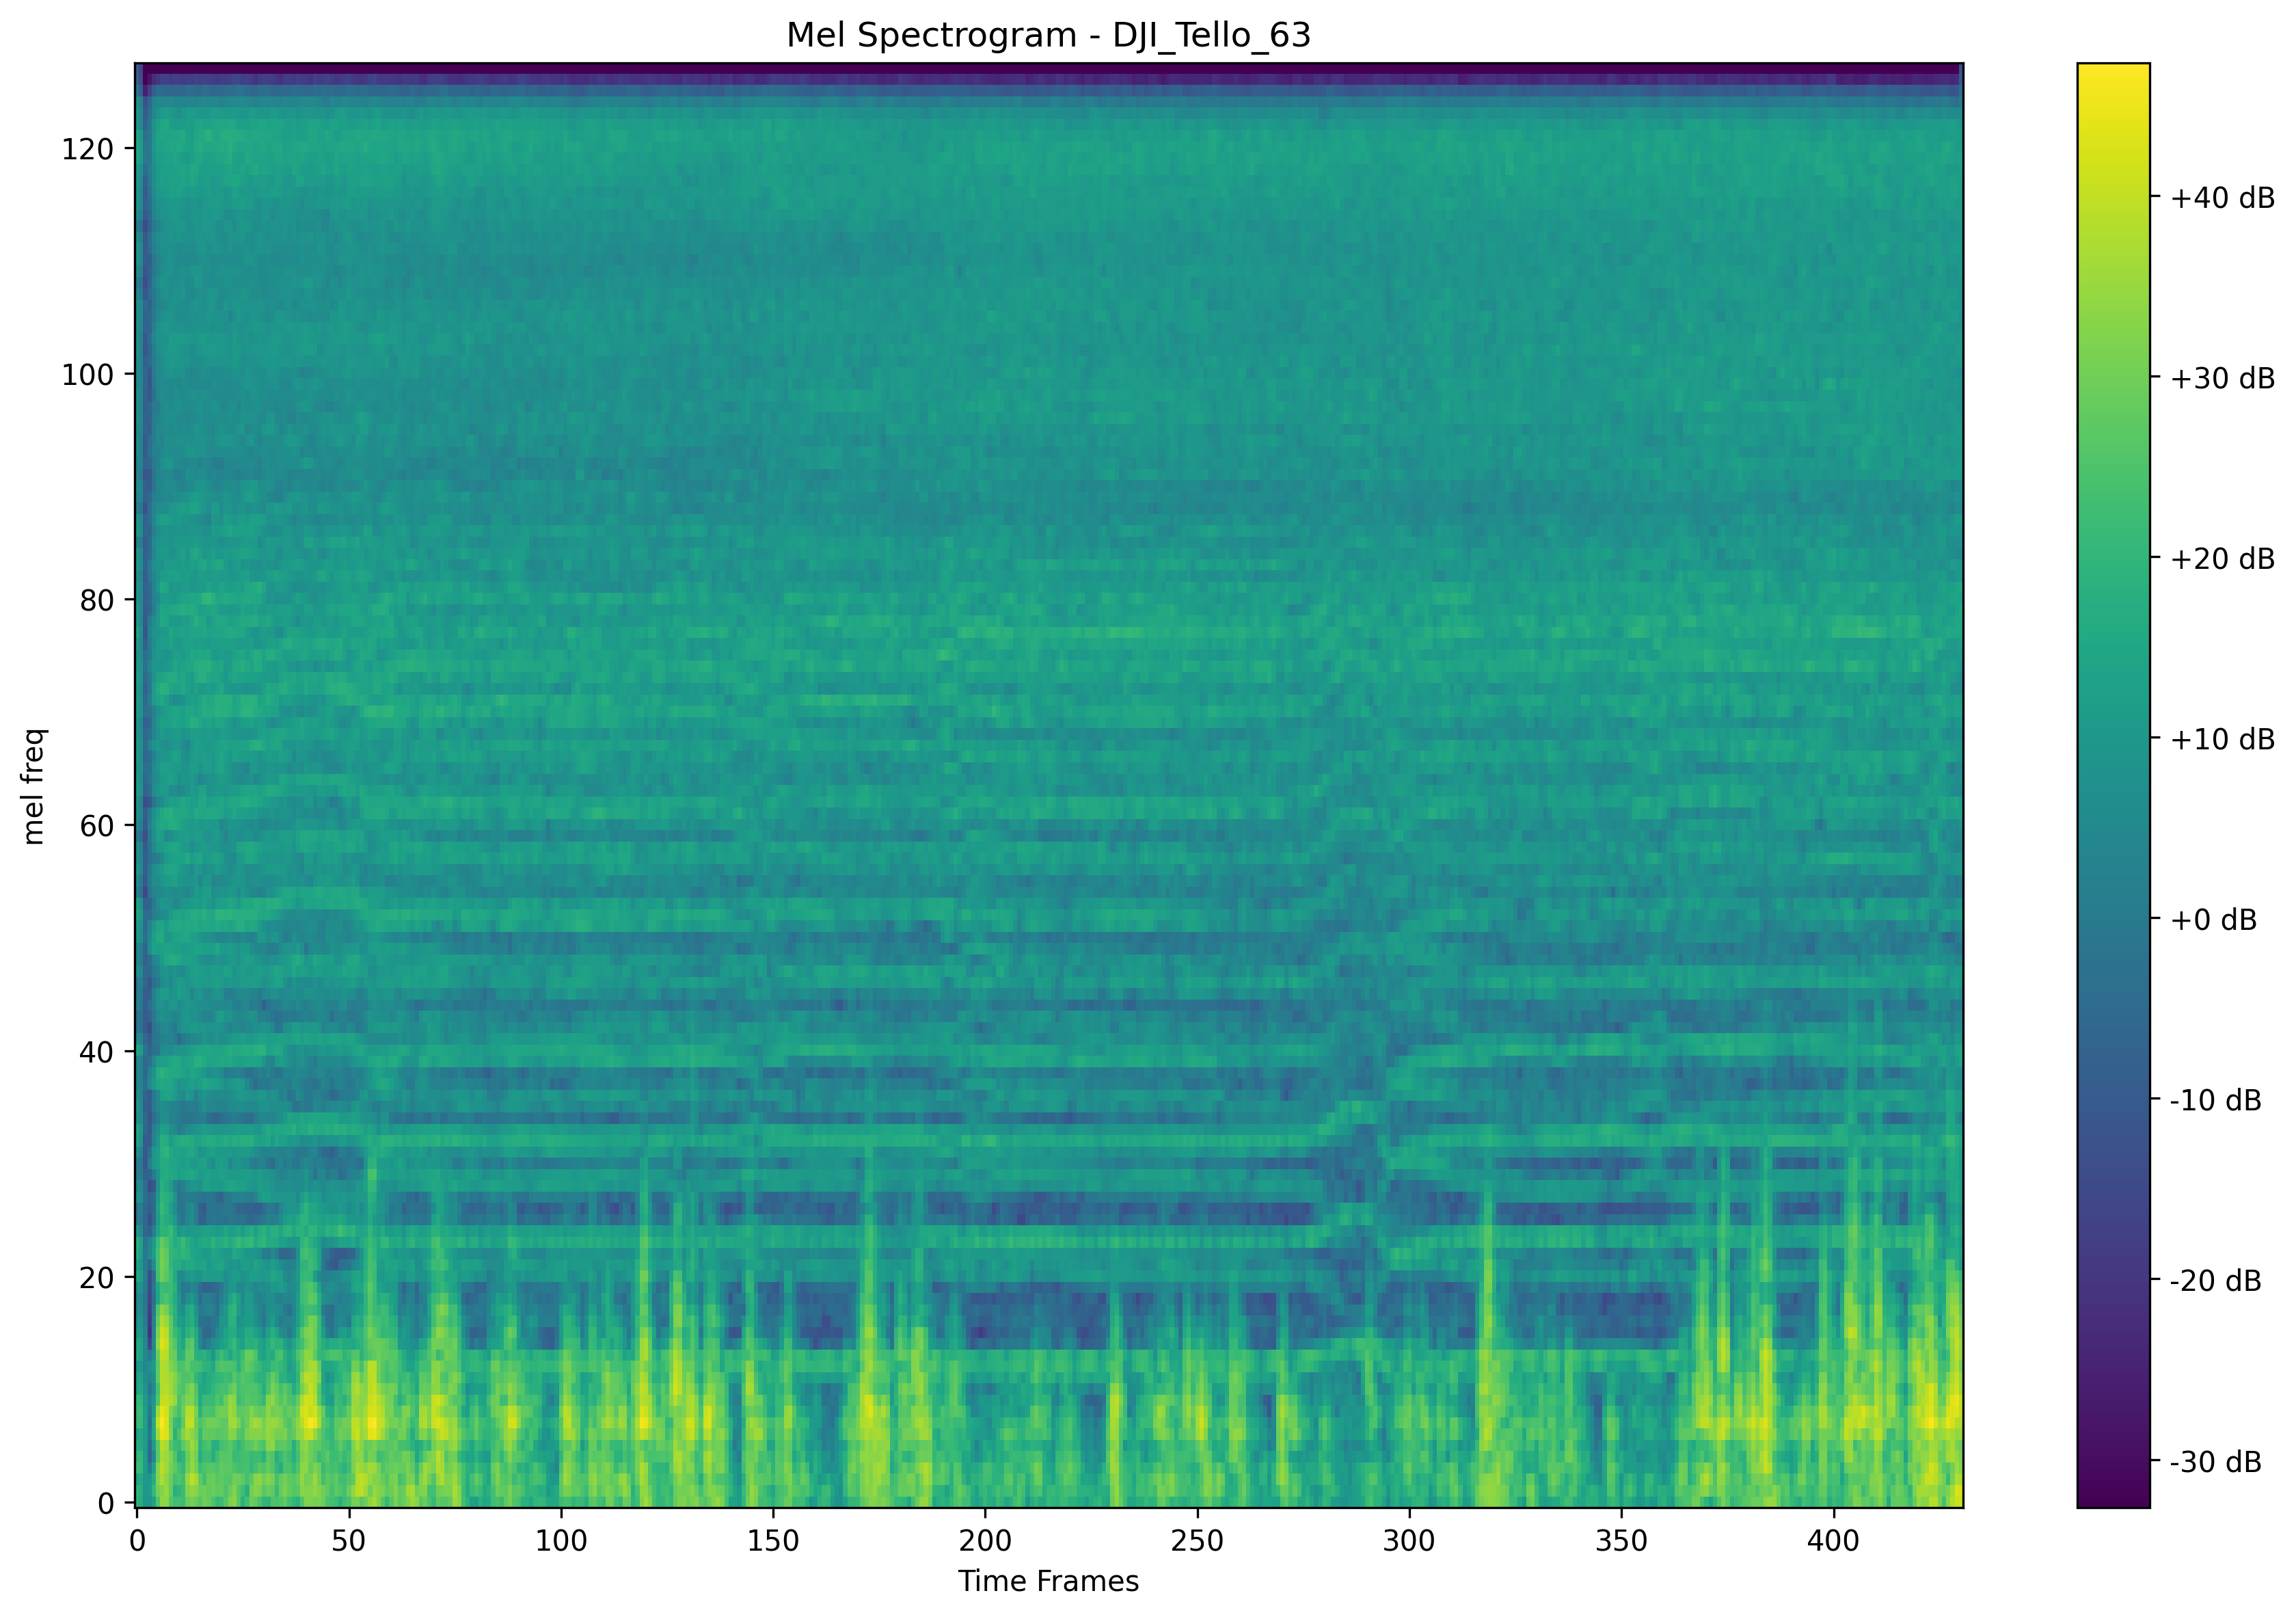 Mel Spectrogram - DJI_Tello_63
120
100
80
60
40
20
0
mel freq
0
50
100
150
200
250
300
350
400
Time Frames
+40 dB
+30 dB
+20 dB
+10 dB
+0 dB
-10 dB
-20 dB
-30 dB